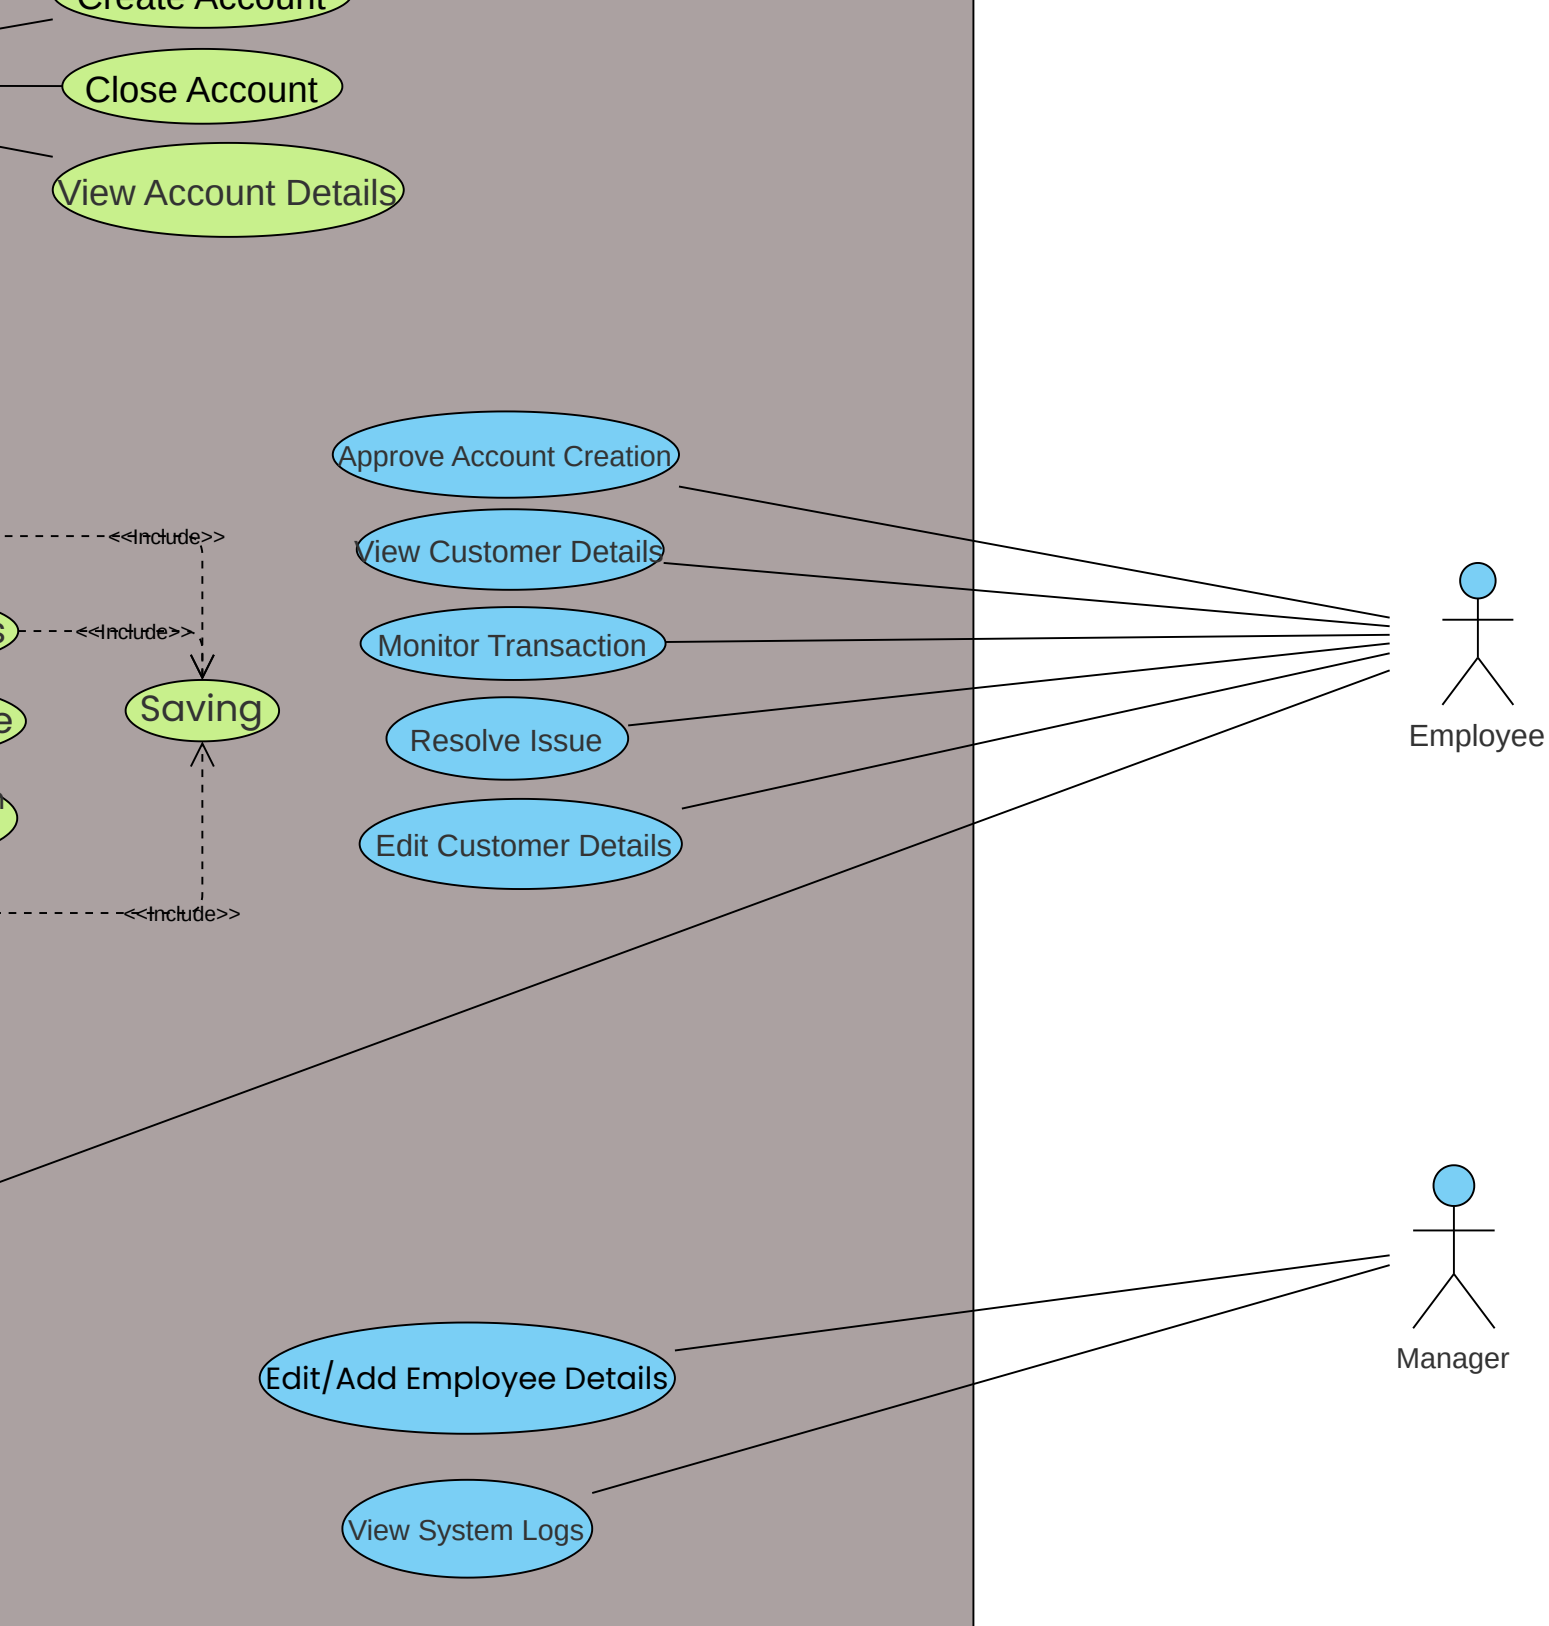 Create Account
Close Account
View Account Details
Approve Account Creation
<<Include>>
View Customer Details
<<Include>>
Monitor Transaction
Saving
Resolve Issue
Employee
Edit Customer Details
<<Include>>
Manager
Edit/Add Employee Details
View System Logs